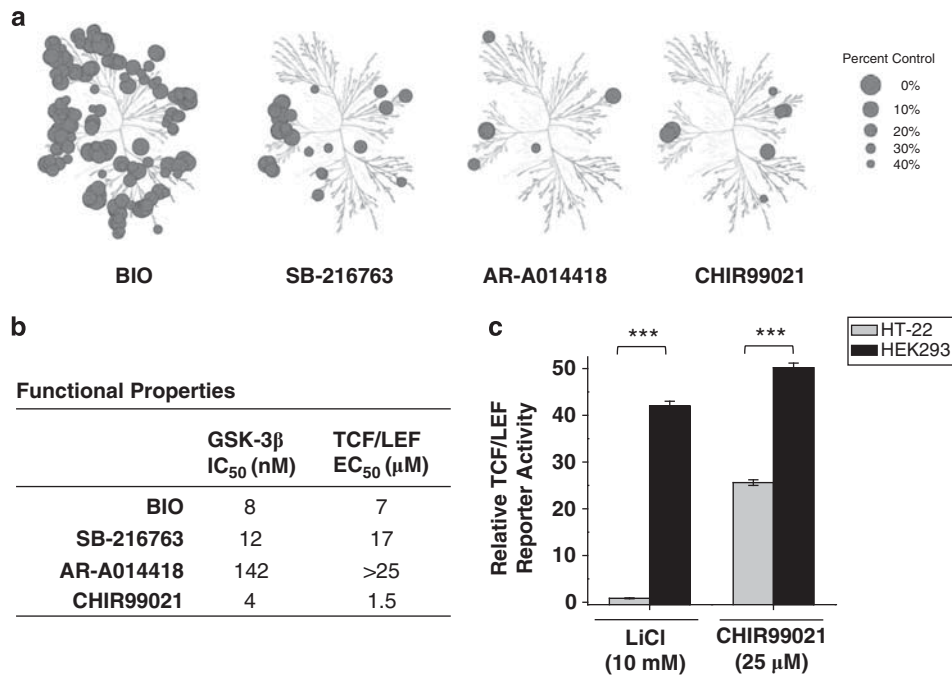 a
Percent Control
0%
10%
20%
30%
40%
BIO SB-216763 AR-A014418 CHIR99021
b
Functional Properties
GSK-3β TCF/LEF
IC50 (nM) EC50 (μM)
BIO 8 7
SB-216763 12 17
AR-A014418 142 >25
CHIR99021 4 1.5
c
HT-22
HEK293
*** ***
Relative TCF/LEF
Reporter Activity
50
40
30
20
10
0
LiCl CHIR99021
(10 mM) (25 μM)